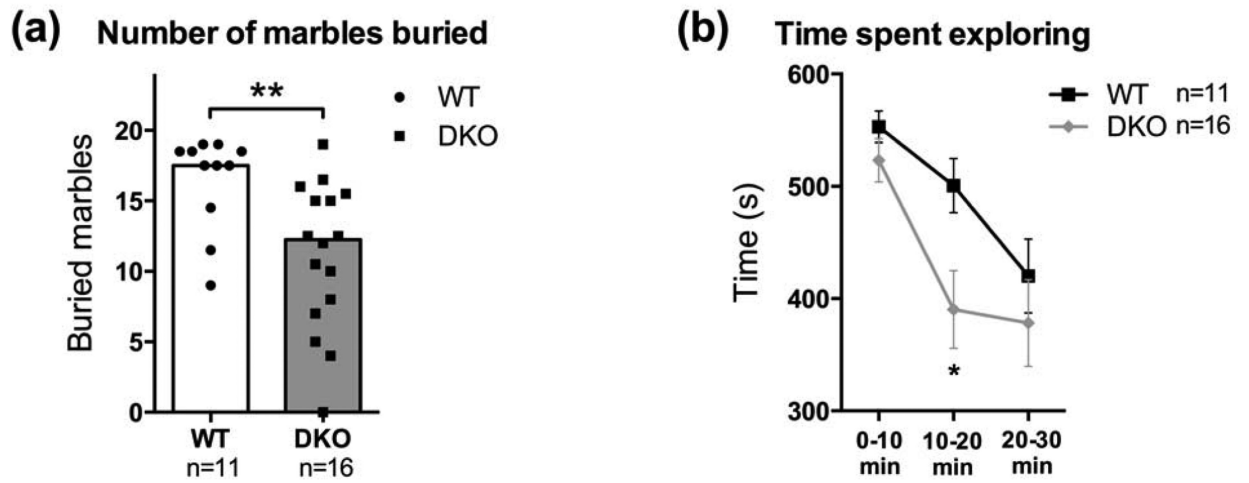 (a) Number of marbles buried
**
WT
DKO
Buried marbles
20
15
10
5
0
WT
DKO
n=11
n=16
(b) Time spent exploring
WT n=11
DKO n=16
Time (s)
600
500
400
300
*
0-10 min
10-20 min
20-30 min